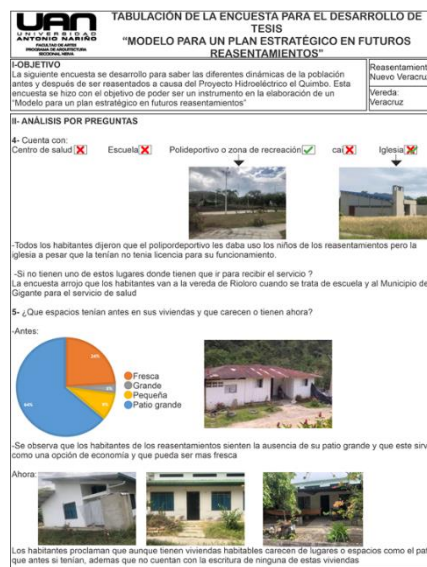 UAN
UNIVERSIDAD
ANTONIO NARIÑO
FACULTAD DE ARTES
PROGRAMA DE ARQUITECTURA
SECCIONAL NEIVA
TABULACIÓN DE LA ENCUESTA PARA EL DESARROLLO DE
TESIS
“MODELO PARA UN PLAN ESTRATÉGICO EN FUTUROS
REASENTAMIENTOS"
I-OBJETIVO
La siguiente encuesta se desarrollo para saber las diferentes dinámicas de la población
antes y después de ser reasentados a causa del Proyecto Hidroeléctrico el Quimbo. Esta
encuesta se hizo con el objetivo de poder ser un instrumento en la elaboración de un
“Modelo para un plan estratégico en futuros reasentamientos”
Reasentamient
Nuevo Veracruz
Vereda:
Veracruz
II- ANÁLISIS POR PREGUNTAS
4- Cuenta con:
Centro de salud Escuela Polideportivo o zona de recreación cai Iglesia
-Todos los habitantes dijeron que el polipordeportivo les daba uso los niños de los reasentamientos pero la
iglesia a pesar que la tenían no tenia licencia para su funcionamiento.
-Si no tienen uno de estos lugares donde tienen que ir para recibir el servicio ?
La encuesta arrojo que los habitantes van a la vereda de Rioloro cuando se trata de escuela y al Municipio de
Gigante para el servicio de salud
5- ¿Que espacios tenían antes en sus viviendas y que carecen o tienen ahora?
-Antes:
Fresca
Grande
Pequeña
Patio grande
-Se observa que los habitantes de los reasentamientos sienten la ausencia de su patio grande y que este sirv
como una opción de economía y que pueda ser mas fresca
Ahora:
Los habitantes proclaman que aunque tienen viviendas habitables carecen de lugares o espacios como el pat
que antes si tenían, ademas que no cuentan con la escritura de ninguna de estas viviendas